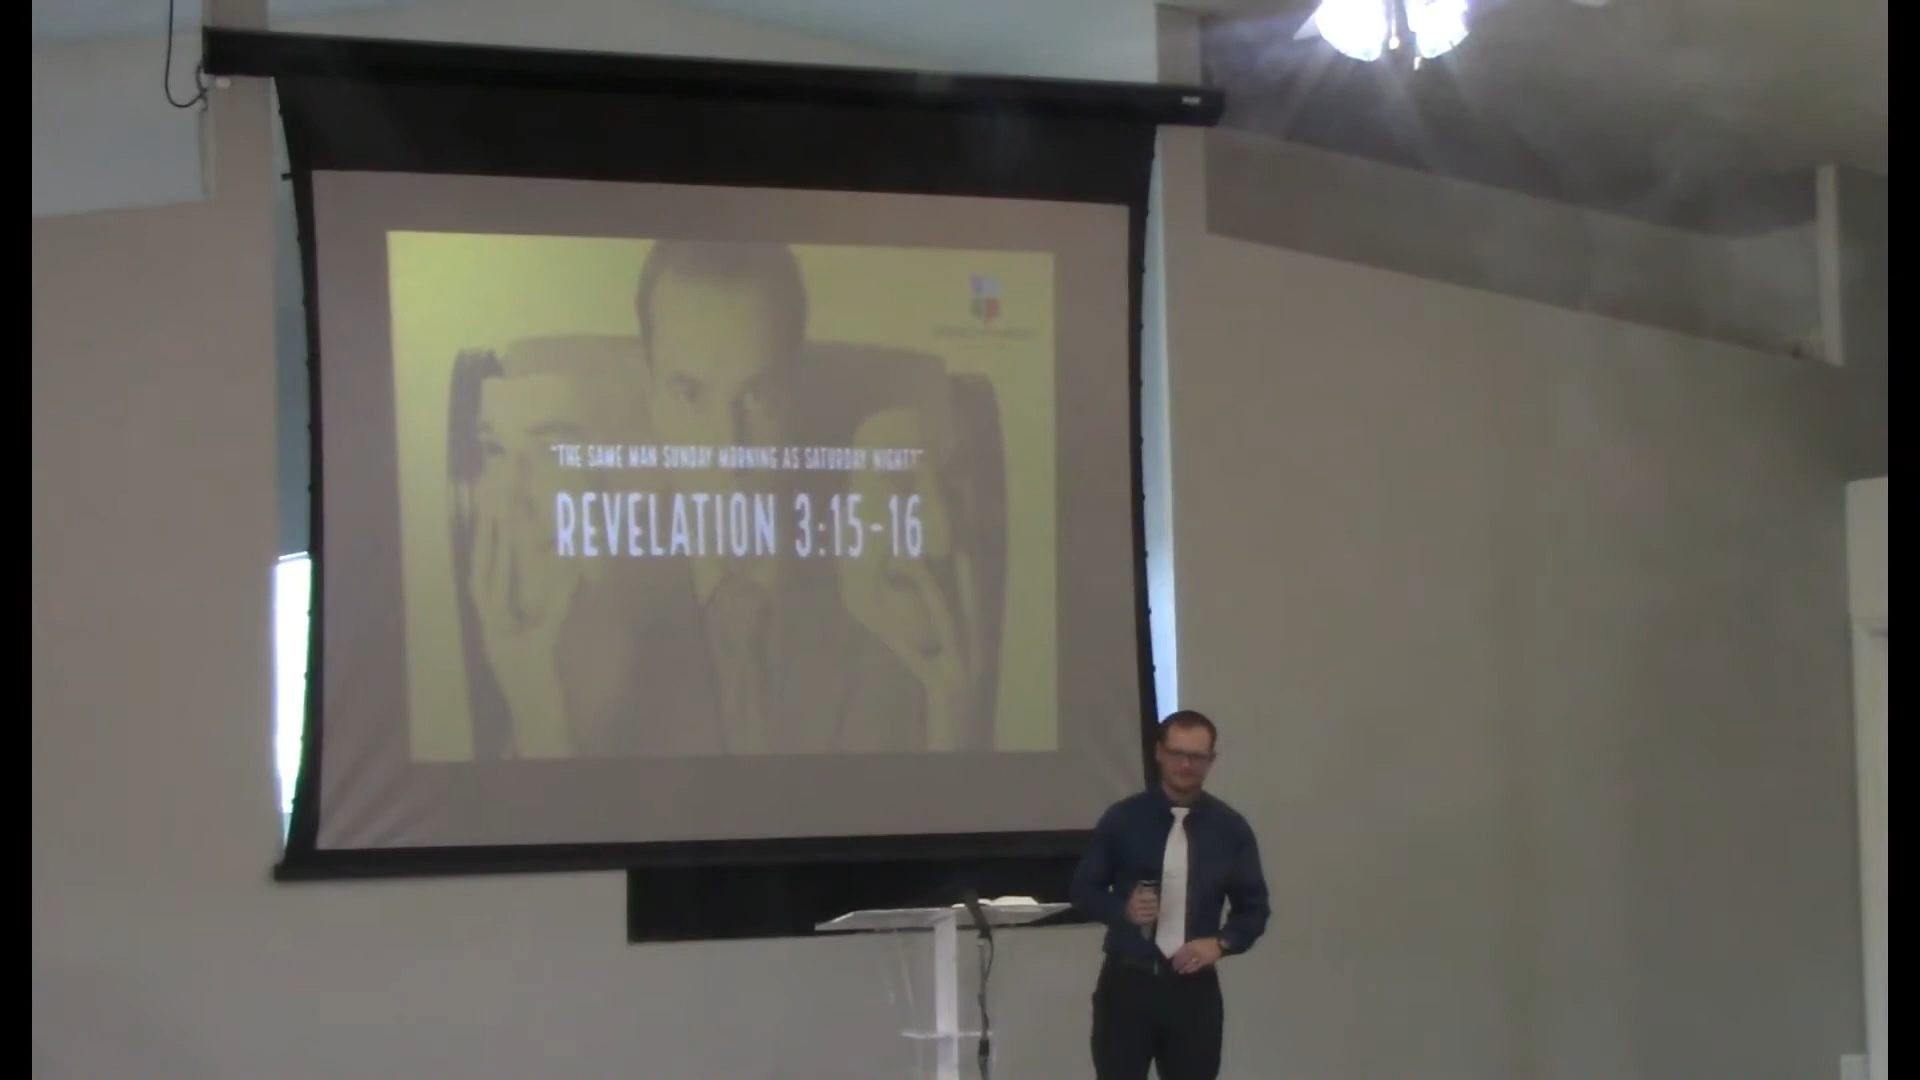 "THE SAME MAN SUNDAY MORNING AS SATURDAY NIGHT?"
REVELATION 3:15-16